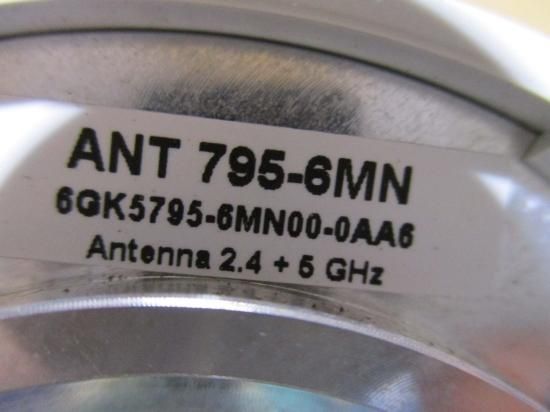 ANT 795-6MN
6GK5795-6MN00-0AA6
Antenna 2.4 + 5 GHz